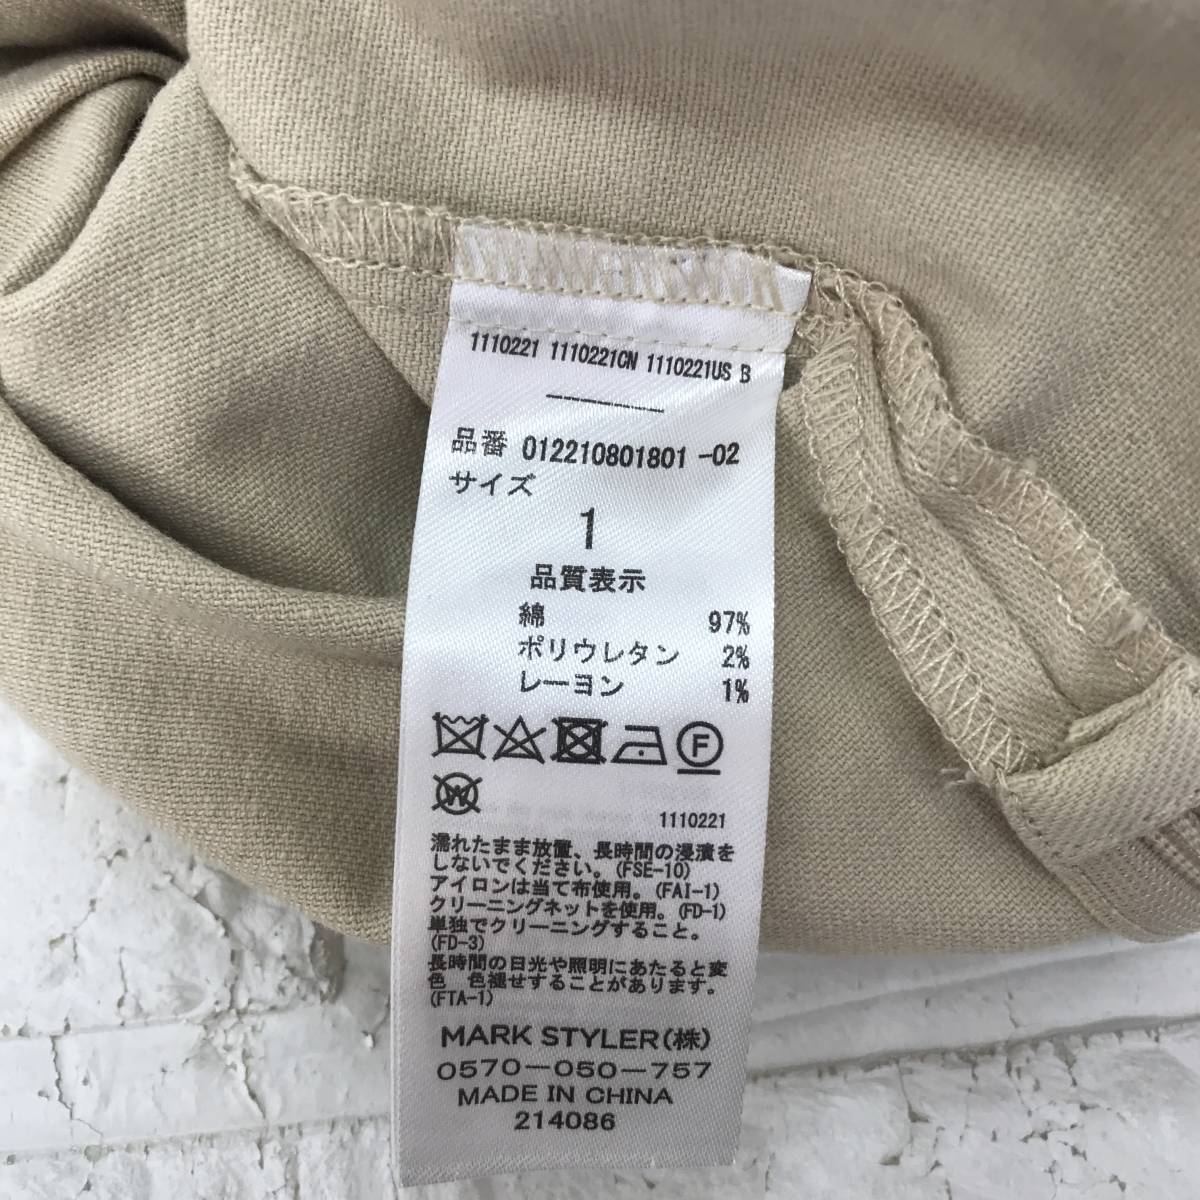 1110221 1110221CN 1110221US B
品番 012210801801 -02
サイズ
1
品質表示
綿 97%
ポリウレタン 2%
レーヨン 1%
F
W
1110221
濡れたまま放置、長時間の浸漬を
しないでください。(FSE-10)
アイロンは当て布使用。(FAI-1)
クリーニングネットを使用。(FD-1)
単独でクリーニングすること。
(FD-3)
長時間の日光や照明にあたると変
色 色褪せすることがあります。
(FTA-1)
MARK STYLER(株)
0570-050-757
MADE IN CHINA
214086